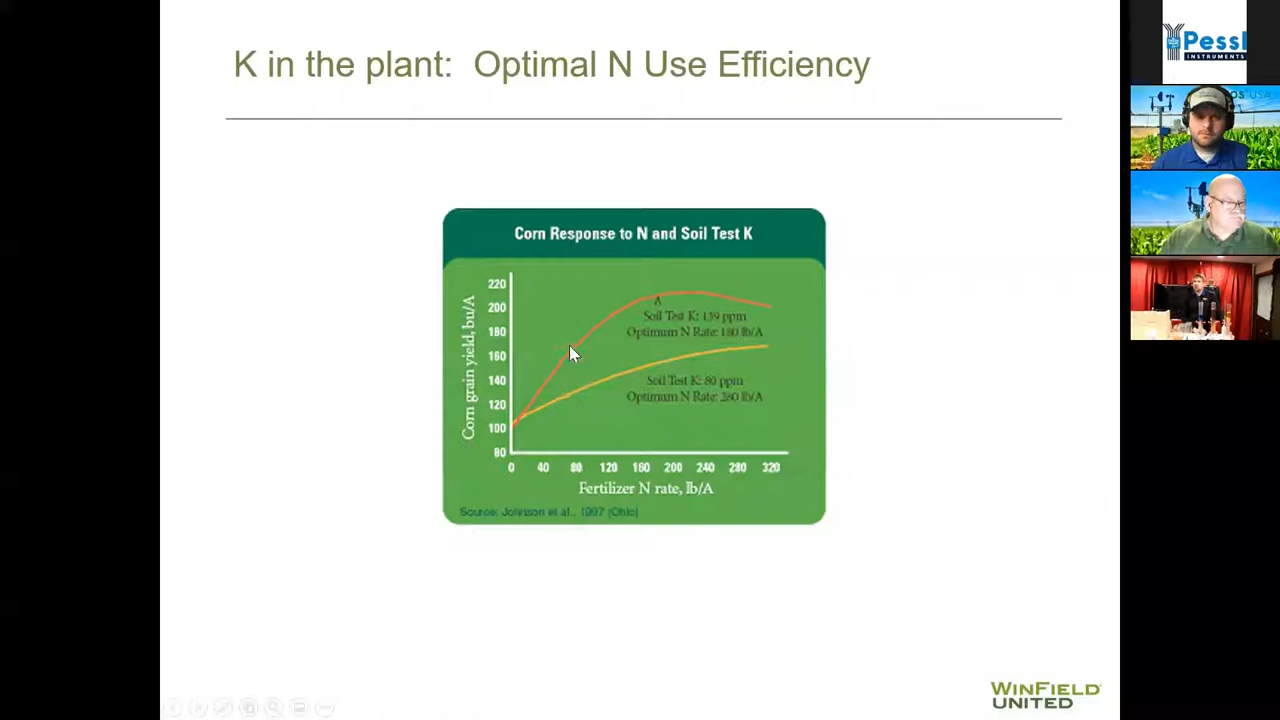 K in the plant: Optimal N Use Efficiency
Corn Response to N and Soil Test K
Corn grain yield, bu/A
220
200
180
160
140
120
100
80
Soil Test K: 139 ppm
Optimum N Rate: 180 lb/A
Soil Test K: 80 ppm
Optimum N Rate: 280 lb/A
0 40 80 120 160 200 240 280 320
Fertilizer N rate, lb/A
Source: Johnson et al., 1997 (Ohio)
WINFIELD
UNITED
Pessl
INSTRUMENTS
USA